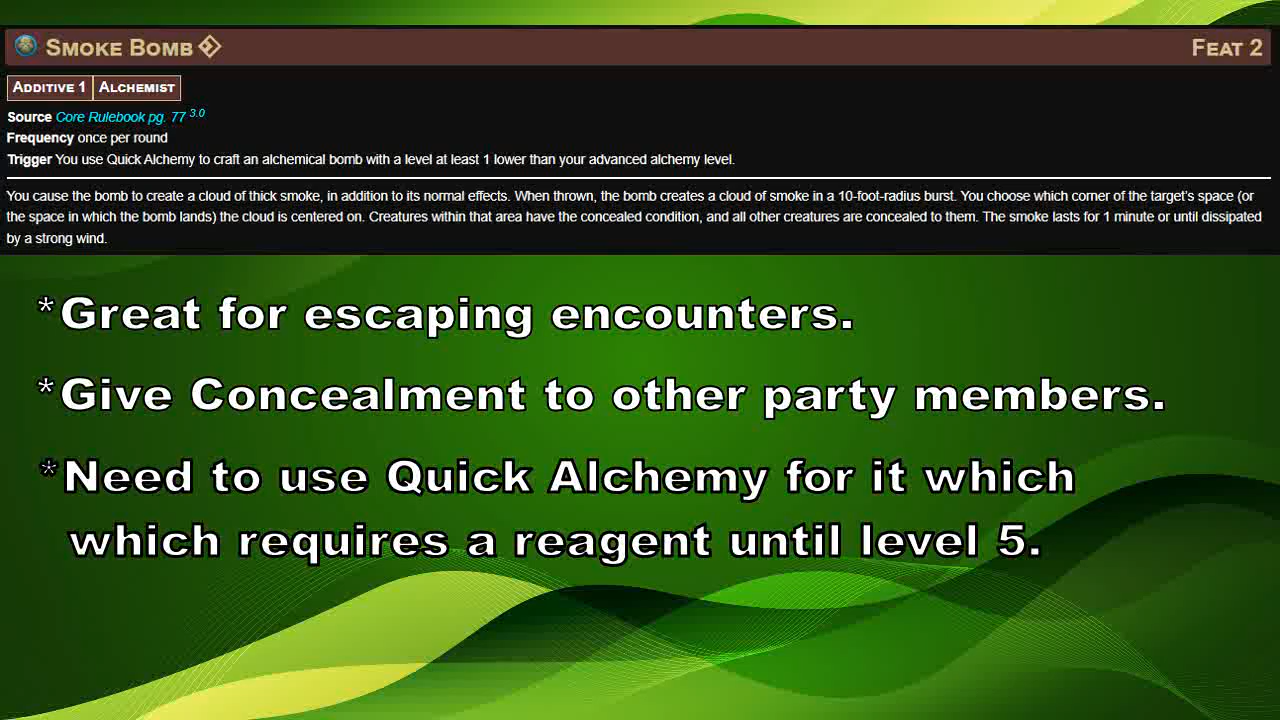 Smoke Bomb
Feat 2
Additive 1 Alchemist
Source Core Rulebook pg. 77 3.0
Frequency once per round
Trigger You use Quick Alchemy to craft an alchemical bomb with a level at least 1 lower than your advanced alchemy level.
You cause the bomb to create a cloud of thick smoke, in addition to its normal effects. When thrown, the bomb creates a cloud of smoke in a 10-foot-radius burst. You choose which corner of the target's space (or
the space in which the bomb lands) the cloud is centered on. Creatures within that area have the concealed condition, and all other creatures are concealed to them. The smoke lasts for 1 minute or until dissipated
by a strong wind.
*Great for escaping encounters.
*Give Concealment to other party members.
*Need to use Quick Alchemy for it which
which requires a reagent until level 5.